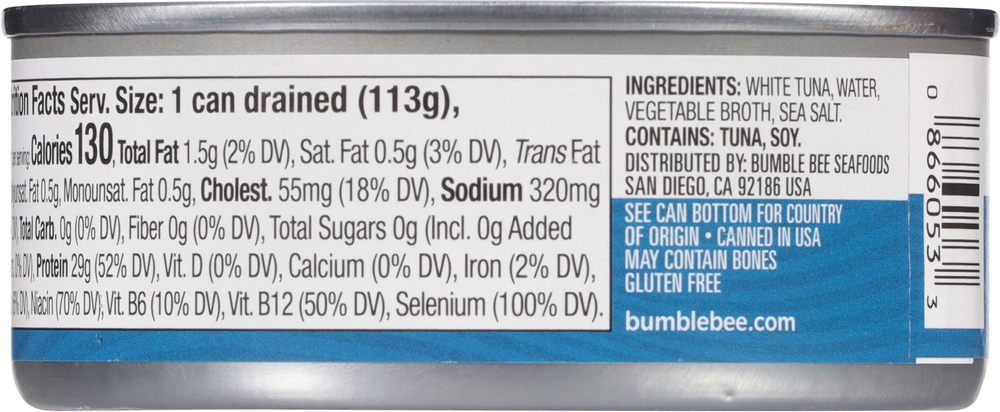 Facts Serv. Size: 1 can drained (113g),
Calories 130, Total Fat 1.5g (2% DV), Sat. Fat 0.5g (3% DV), Trans Fat
Fat 0.5g, Monounsat. Fat 0.5g, Cholest. 55mg (18% DV), Sodium 320mg
Total Carb. 0g (0% DV), Fiber 0g (0% DV), Total Sugars 0g (Incl. 0g Added
Protein 29g (52% DV), Vit. D (0% DV), Calcium (0% DV), Iron (2% DV),
Niacin (70% DV), Vit. B6 (10% DV), Vit. B12 (50% DV), Selenium (100% DV).
INGREDIENTS: WHITE TUNA, WATER,
VEGETABLE BROTH, SEA SALT.
CONTAINS: TUNA, SOY.
DISTRIBUTED BY: BUMBLE BEE SEAFOODS
SAN DIEGO, CA 92186 USA
SEE CAN BOTTOM FOR COUNTRY
OF ORIGIN • CANNED IN USA
MAY CONTAIN BONES
GLUTEN FREE
bumblebee.com
0 86605 3 3